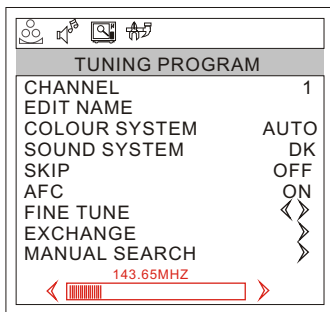 TUNING PROGRAM
CHANNEL 1
EDIT NAME
COLOUR SYSTEM AUTO
SOUND SYSTEM DK
SKIP OFF
AFC ON
FINE TUNE
EXCHANGE
MANUAL SEARCH
143.65MHZ